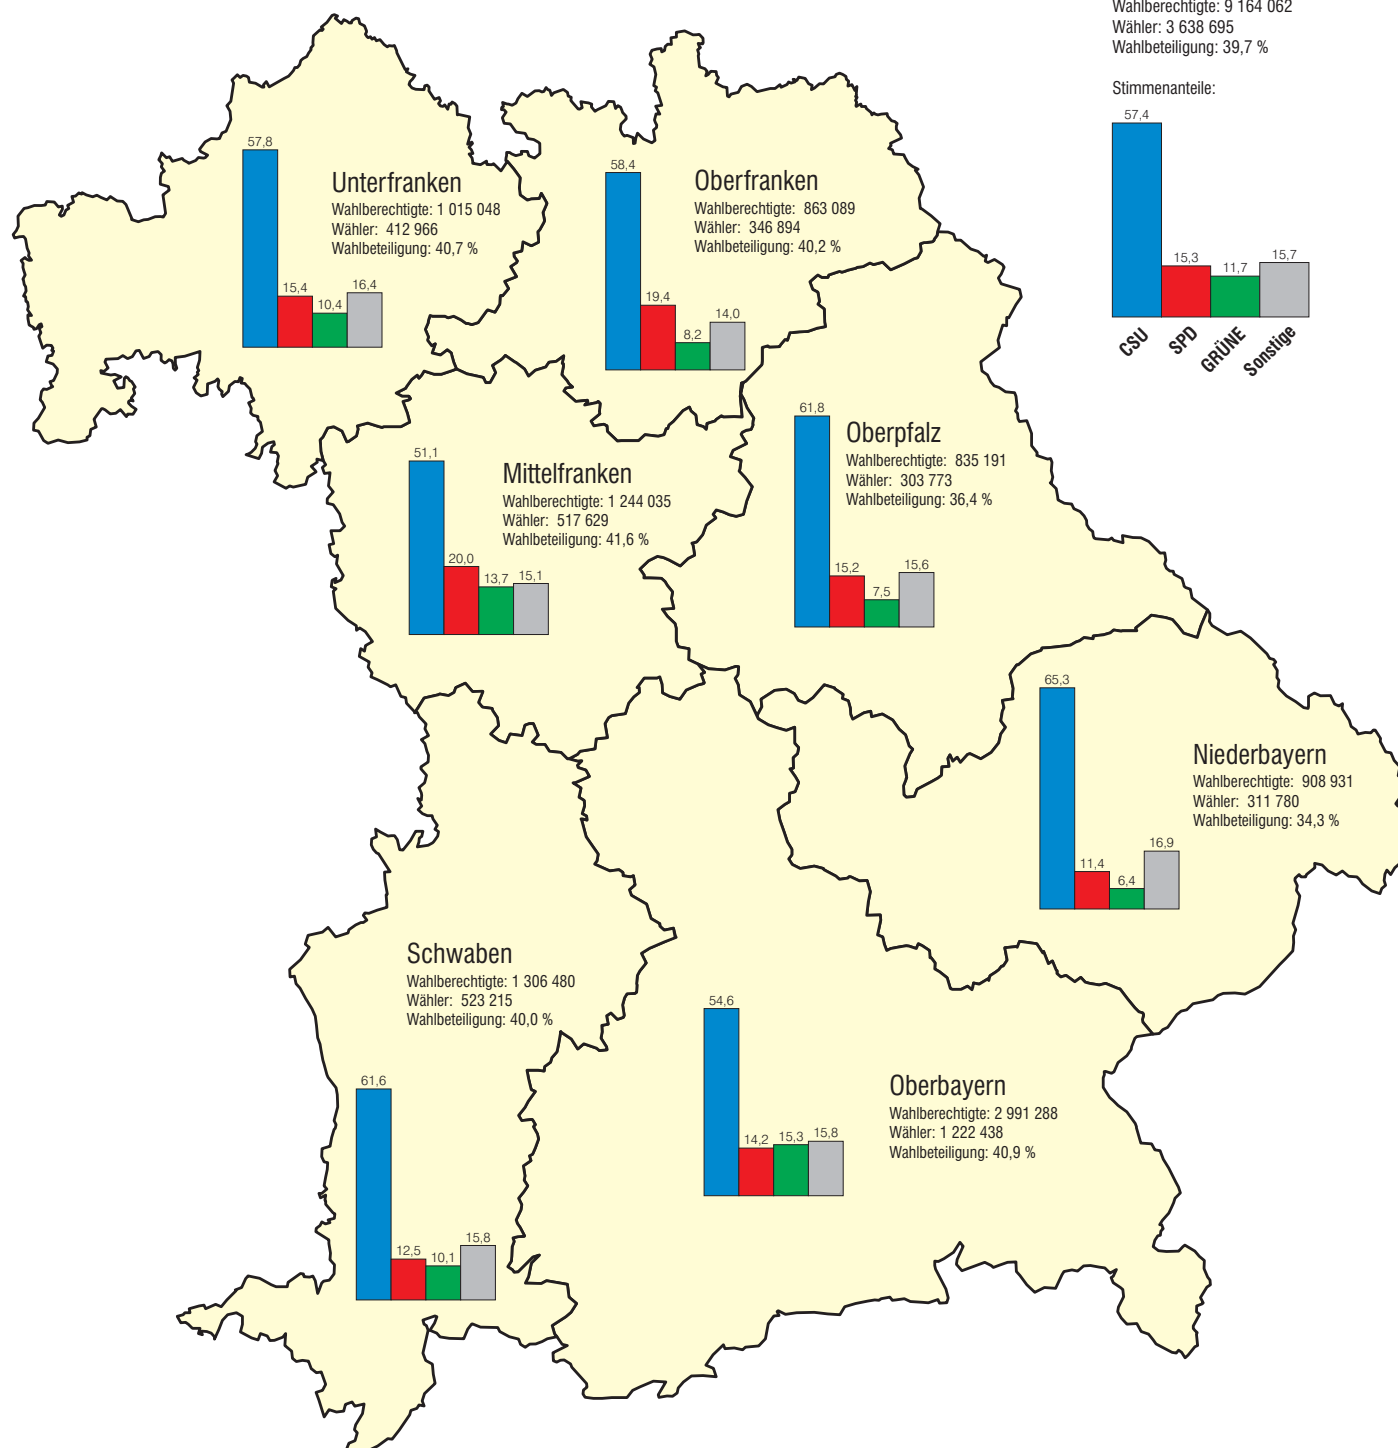 Wahlberechtigte: 9 164 062
Wähler: 3 638 695
Wahlbeteiligung: 39,7 %
Stimmenanteile:
57,4
15,3
11,7
15,7
CSU
SPD
GRÜNE
Sonstige
57,8
15,4
10,4
16,4
Unterfranken
Wahlberechtigte: 1 015 048
Wähler: 412 966
Wahlbeteiligung: 40,7 %
58,4
19,4
8,2
14,0
Oberfranken
Wahlberechtigte: 863 089
Wähler: 346 894
Wahlbeteiligung: 40,2 %
51,1
20,0
13,7
15,1
Mittelfranken
Wahlberechtigte: 1 244 035
Wähler: 517 629
Wahlbeteiligung: 41,6 %
61,8
15,2
7,5
15,6
Oberpfalz
Wahlberechtigte: 835 191
Wähler: 303 773
Wahlbeteiligung: 36,4 %
65,3
11,4
6,4
16,9
Niederbayern
Wahlberechtigte: 908 931
Wähler: 311 780
Wahlbeteiligung: 34,3 %
Schwaben
Wahlberechtigte: 1 306 480
Wähler: 523 215
Wahlbeteiligung: 40,0 %
61,6
12,5
10,1
15,8
54,6
14,2
15,3
15,8
Oberbayern
Wahlberechtigte: 2 991 288
Wähler: 1 222 438
Wahlbeteiligung: 40,9 %